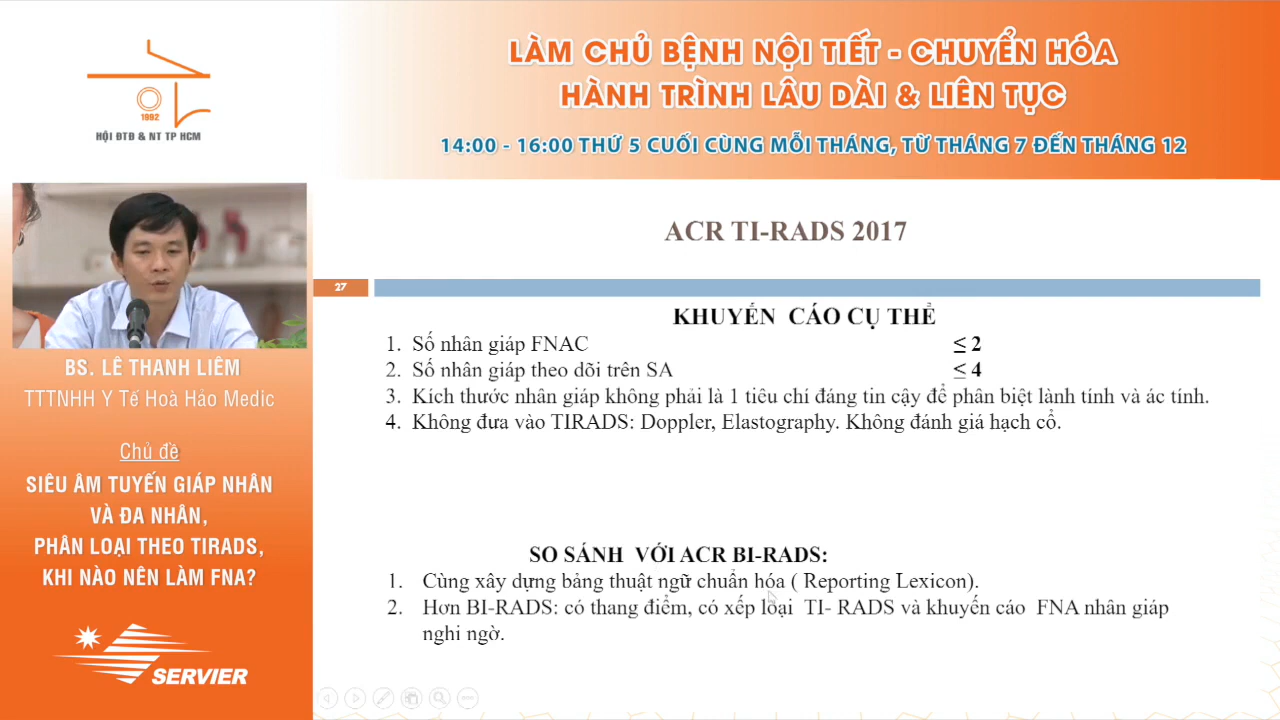 LÀM CHỦ BỆNH NỘI TIẾT - CHUYỂN HÓA
HÀNH TRÌNH LÂU DÀI & LIÊN TỤC
14:00 - 16:00 THỨ 5 CUỐI CÙNG MỖI THÁNG, TỪ THÁNG 7 ĐẾN THÁNG 12
1992
HỘI ĐTĐ & NT TP HCM
BS. LÊ THANH LIÊM
TTTNHH Y Tế Hoà Hảo Medic
Chủ đề
SIÊU ÂM TUYẾN GIÁP NHÂN
VÀ ĐA NHÂN,
PHÂN LOẠI THEO TIRADS,
KHI NÀO NÊN LÀM FNA?
SERVIER
ACR TI-RADS 2017
27
KHUYẾN CÁO CỤ THỂ
1. Số nhân giáp FNAC ≤ 2
2. Số nhân giáp theo dõi trên SA ≤ 4
3. Kích thước nhân giáp không phải là 1 tiêu chí đáng tin cậy để phân biệt lành tính và ác tính.
4. Không đưa vào TIRADS: Doppler, Elastography. Không đánh giá hạch cổ.
SO SÁNH VỚI ACR BI-RADS:
1. Cùng xây dựng bảng thuật ngữ chuẩn hóa ( Reporting Lexicon).
2. Hơn BI-RADS: có thang điểm, có xếp loại TI- RADS và khuyến cáo FNA nhân giáp
nghi ngờ.